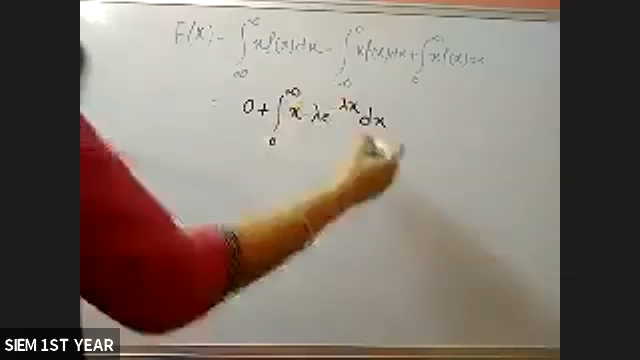 E(x) = ∫_{∞}^{∞} x f(x) dx = ∫_{-∞}^{0} x f(x) dx + ∫_{0}^{∞} x f(x) dx
= 0 + ∫_{0}^{∞} x · λe^{-λx} dx
SIEM 1ST YEAR